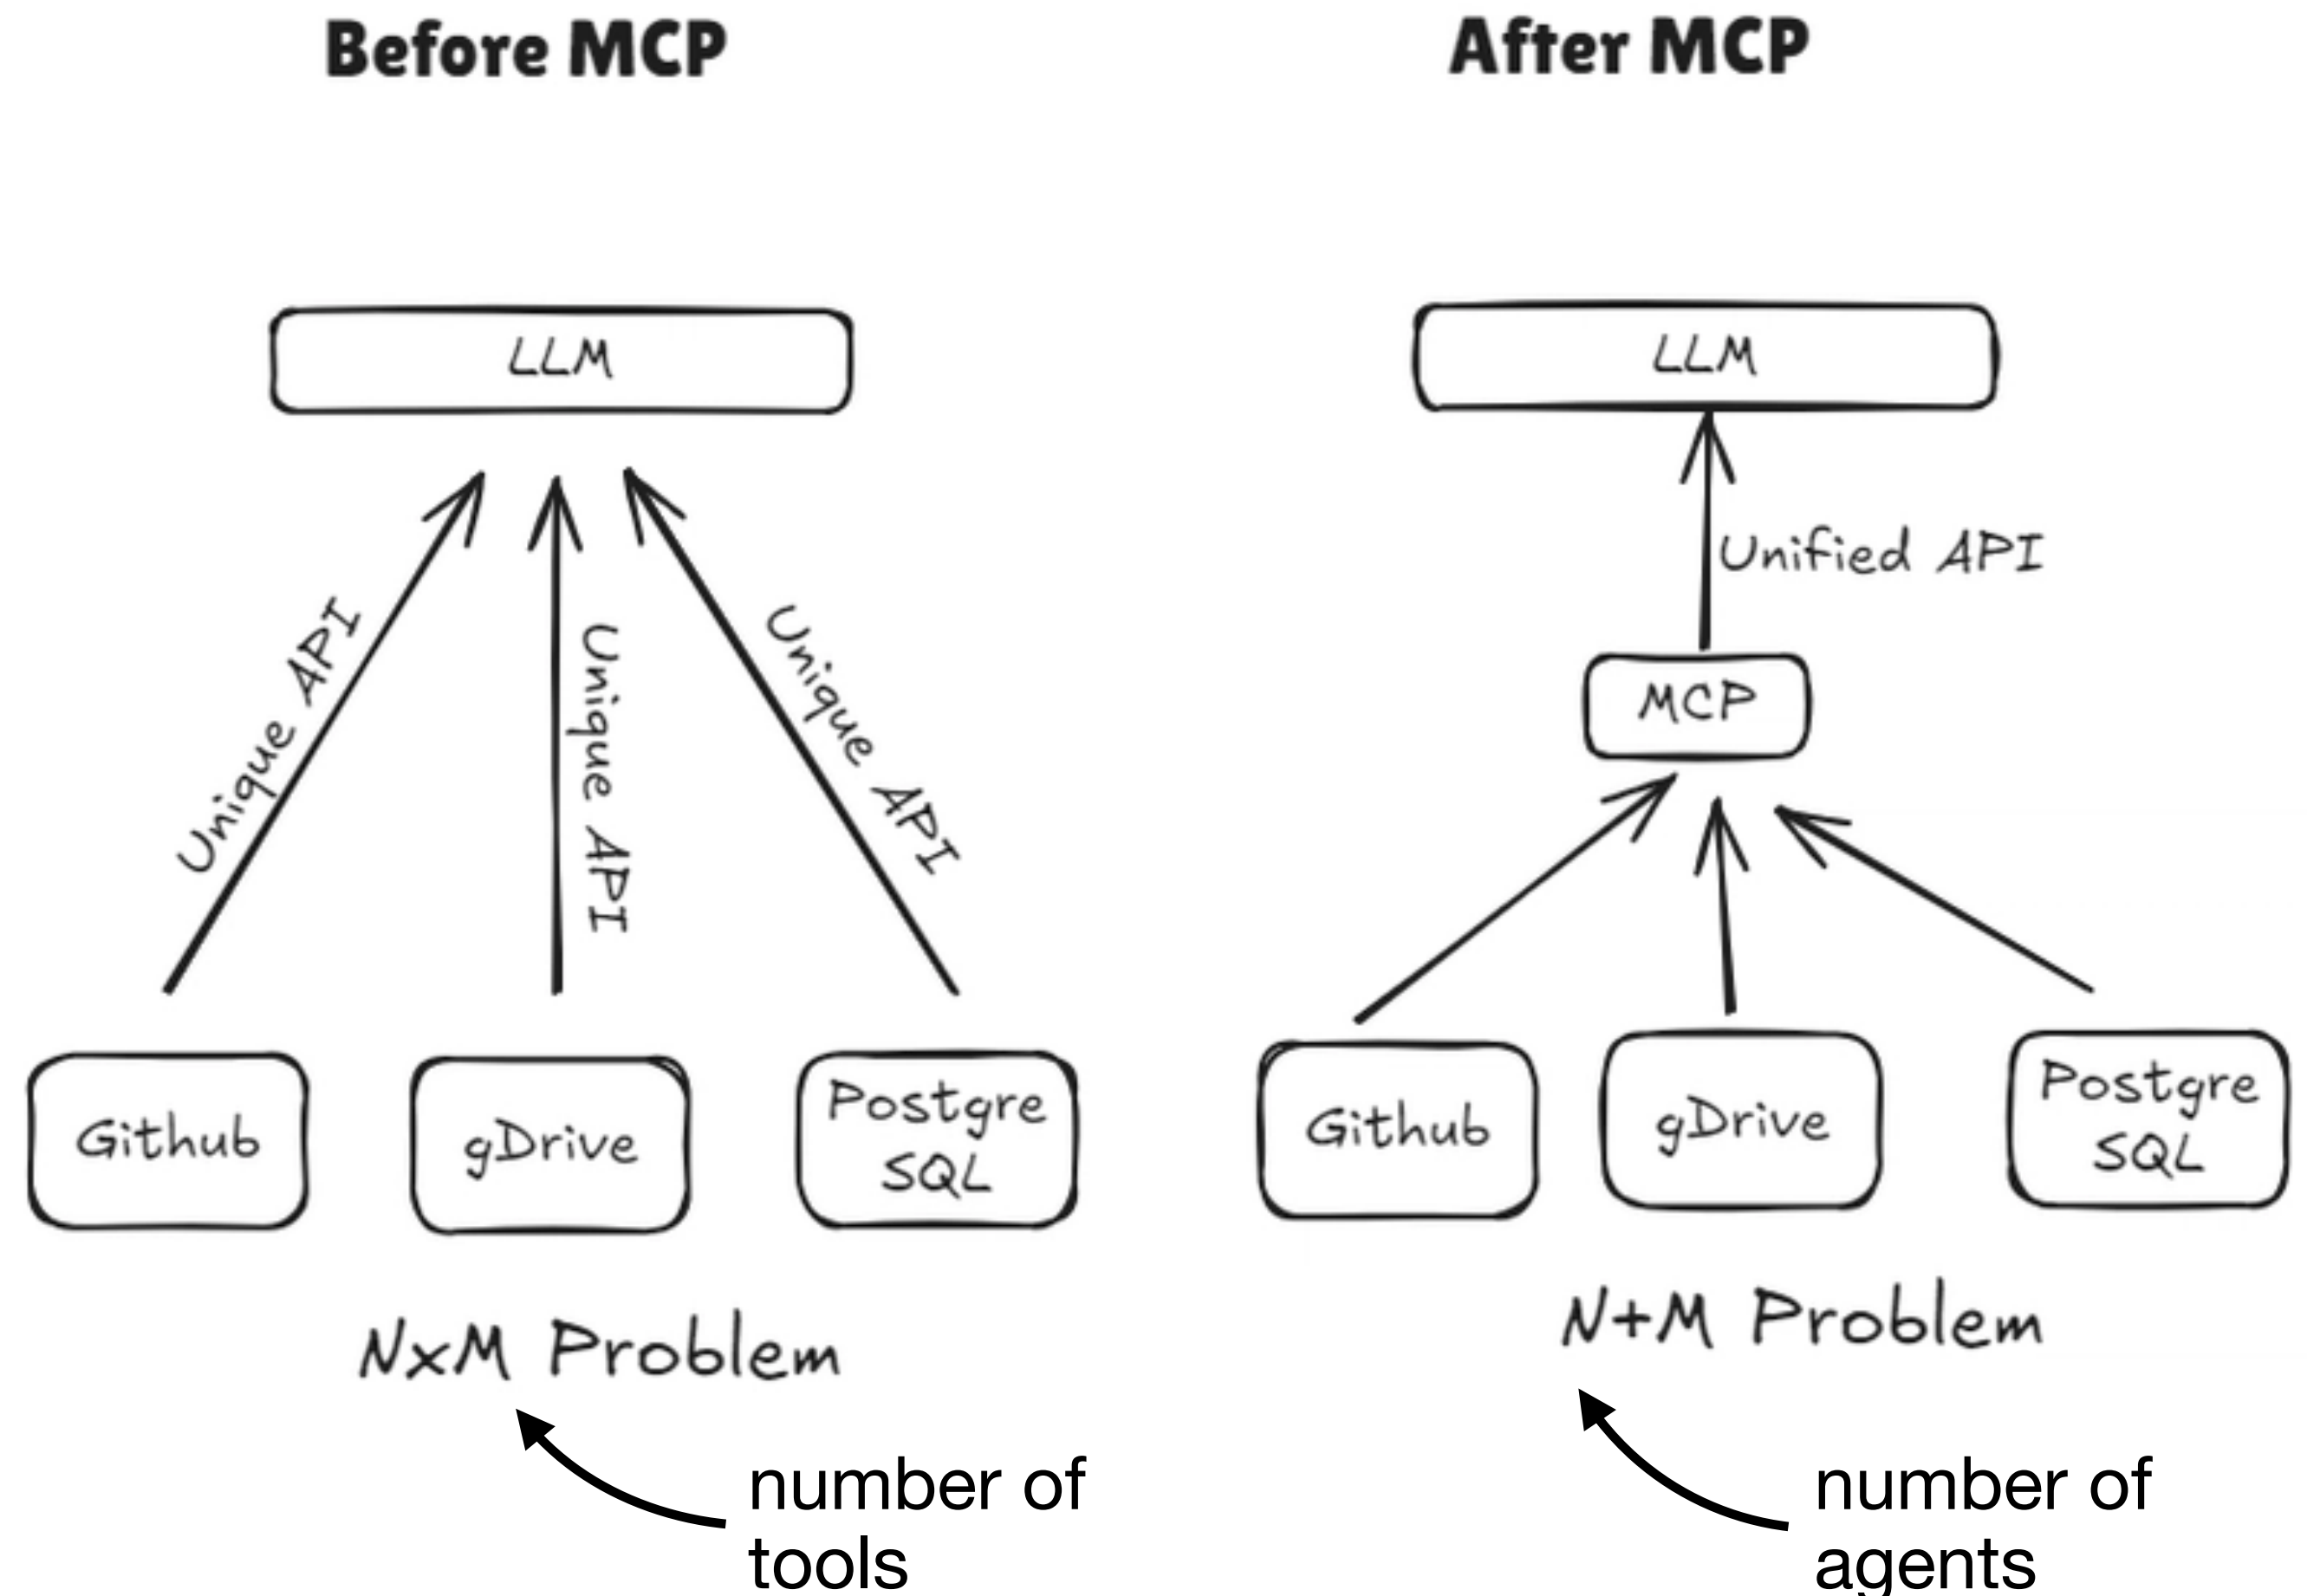 Before MCP
LLM
Unique API
Unique API
Unique API
Github
gDrive
Postgre
SQL
NxM Problem
number of
tools
After MCP
LLM
Unified API
MCP
Github
gDrive
Postgre
SQL
N+M Problem
number of
agents